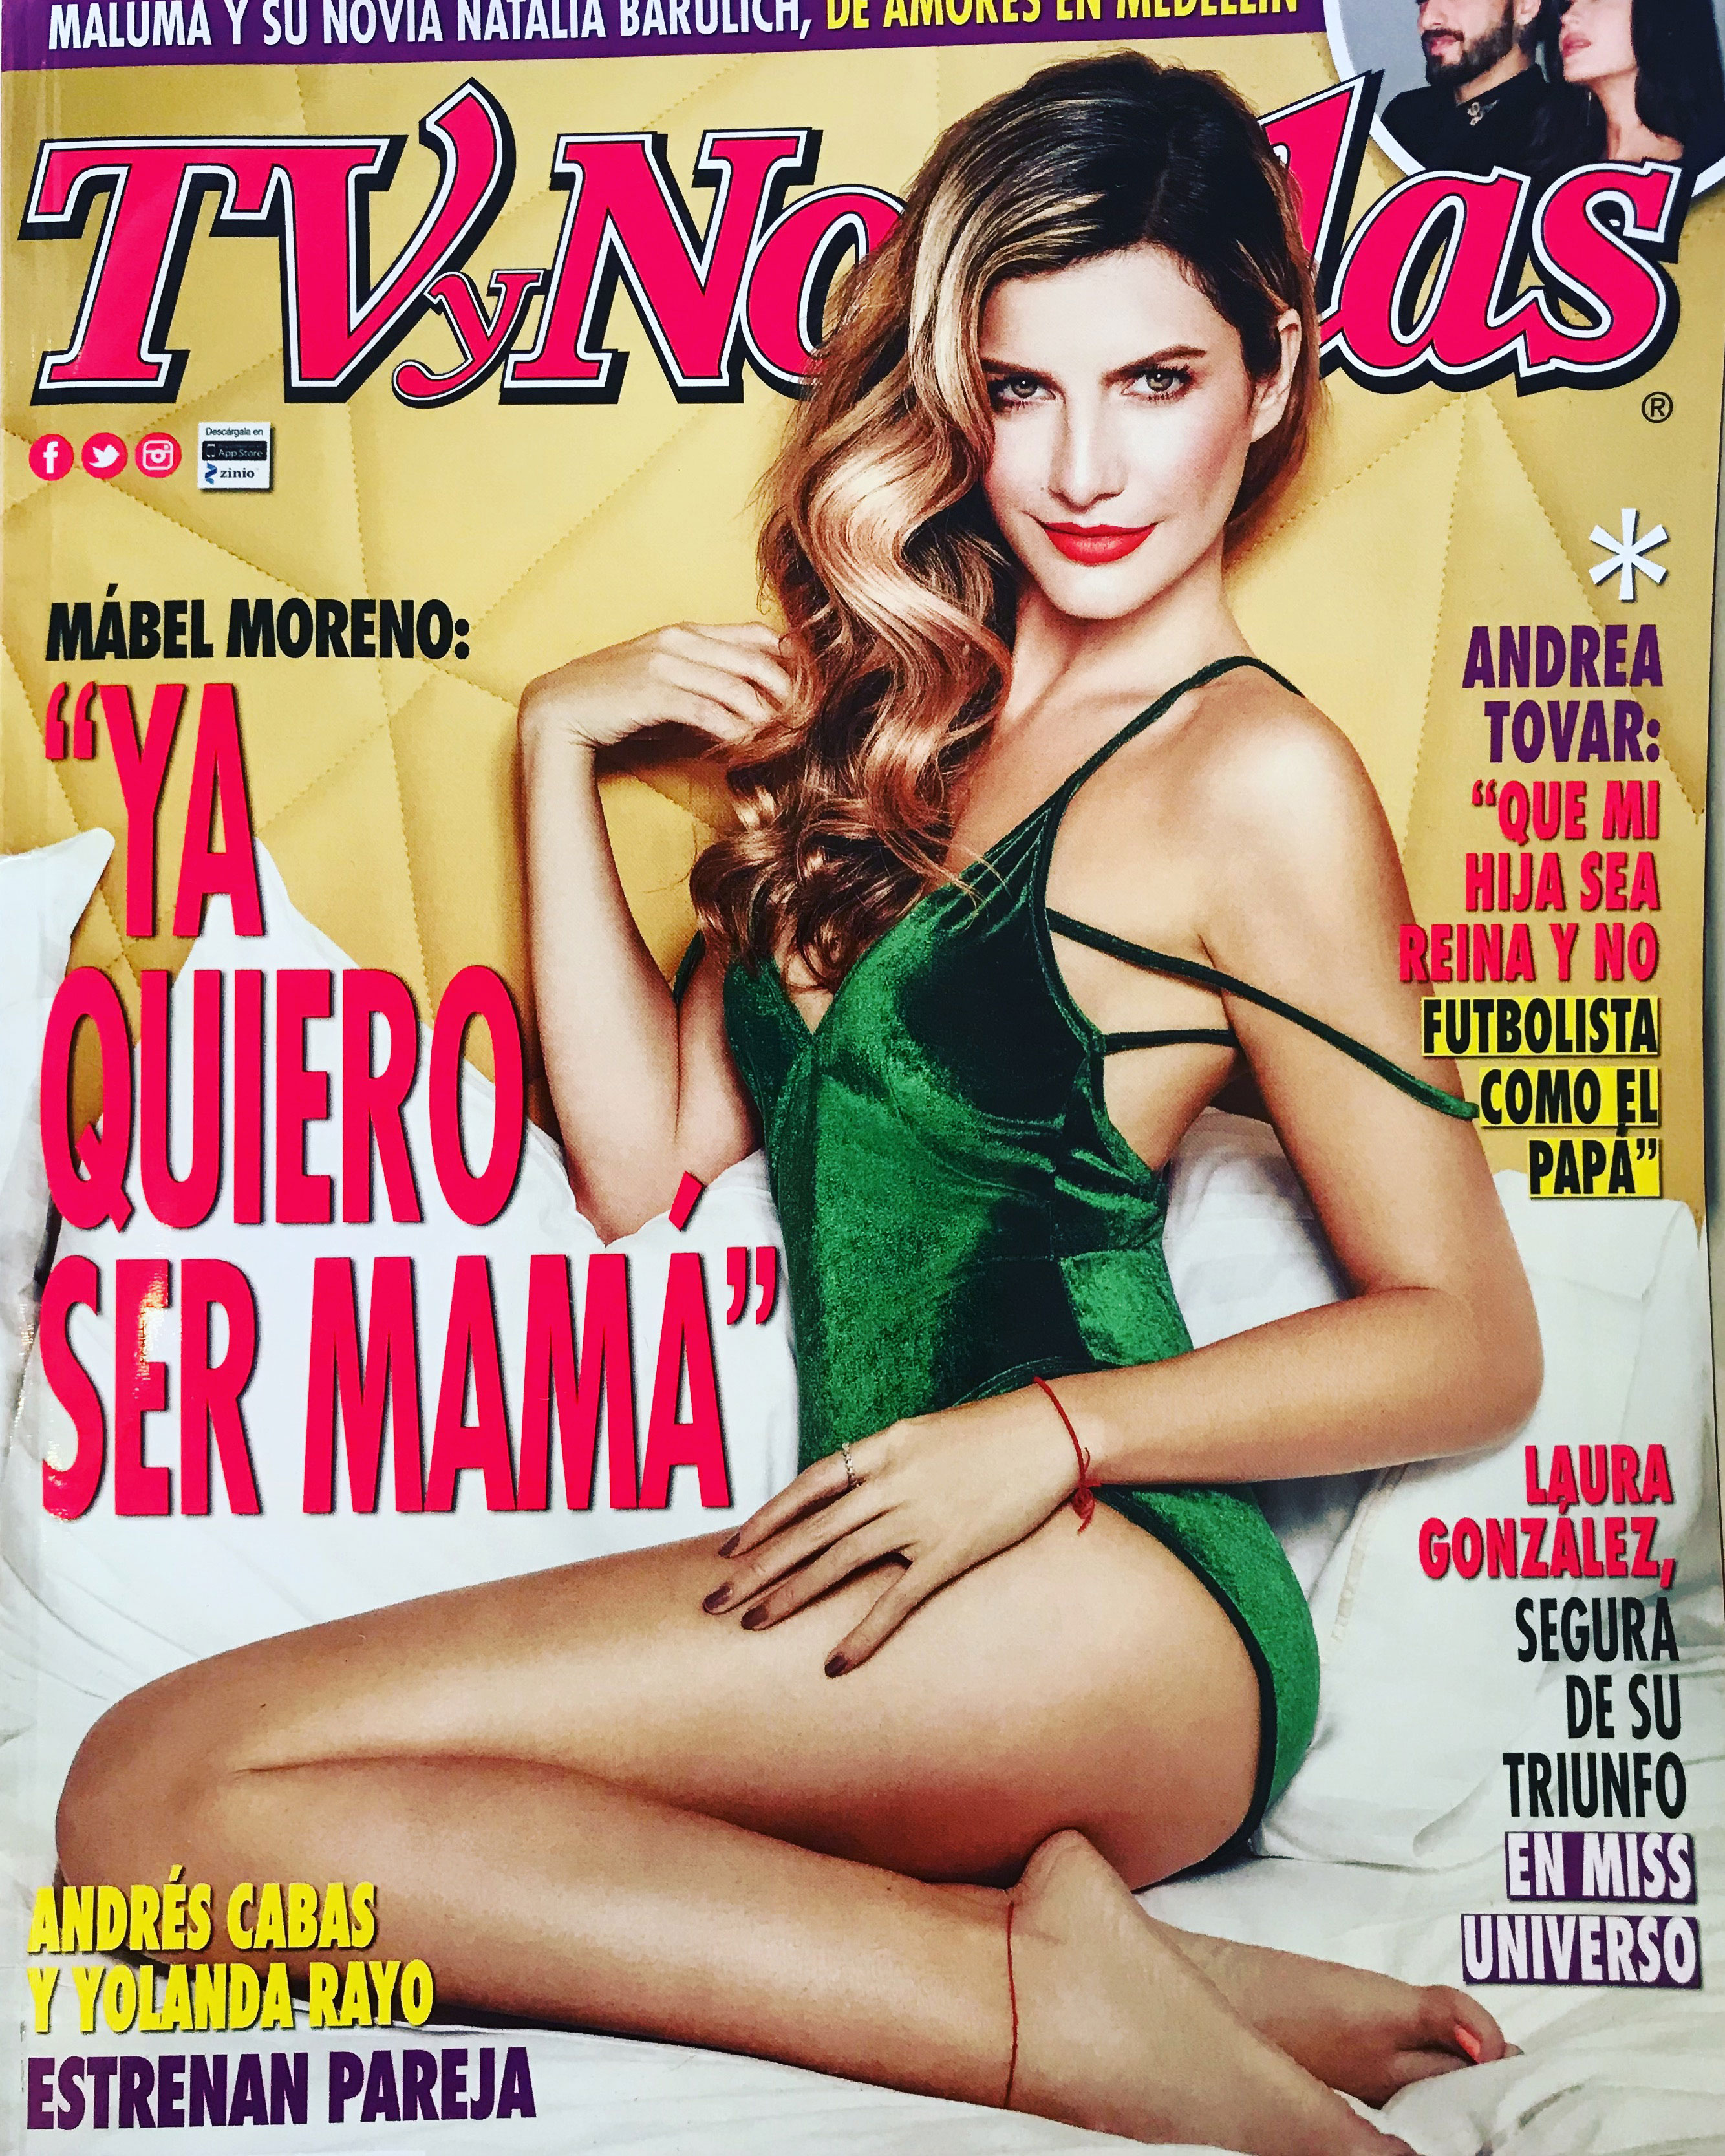 MALUMA Y SU NOVIA NATALIA BARULICH, DE AMORES EN MEDELLÍN
TVyNo las
®
Descárgala en
App Store
zinio
MÁBEL MORENO:
“YA
QUIERO
SER MAMÁ”
*
ANDREA
TOVAR:
“QUE MI
HIJA SEA
REINA Y NO
FUTBOLISTA
COMO EL
PAPÁ”
LAURA
GONZÁLEZ,
SEGURA
DE SU
TRIUNFO
EN MISS
UNIVERSO
ANDRÉS CABAS
Y YOLANDA RAYO
ESTRENAN PAREJA